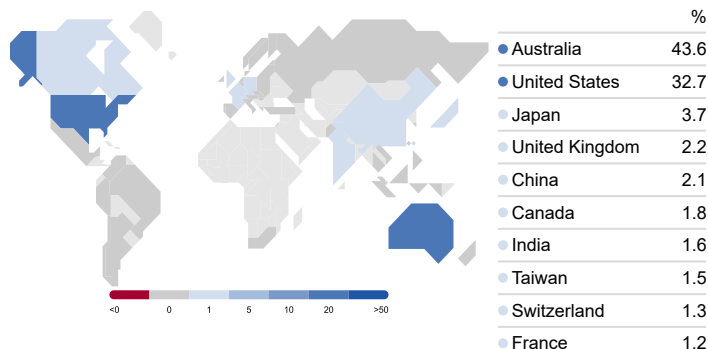 %
Australia 43.6
United States 32.7
Japan 3.7
United Kingdom 2.2
China 2.1
Canada 1.8
India 1.6
Taiwan 1.5
Switzerland 1.3
France 1.2
<0 0 1 5 10 20 >50